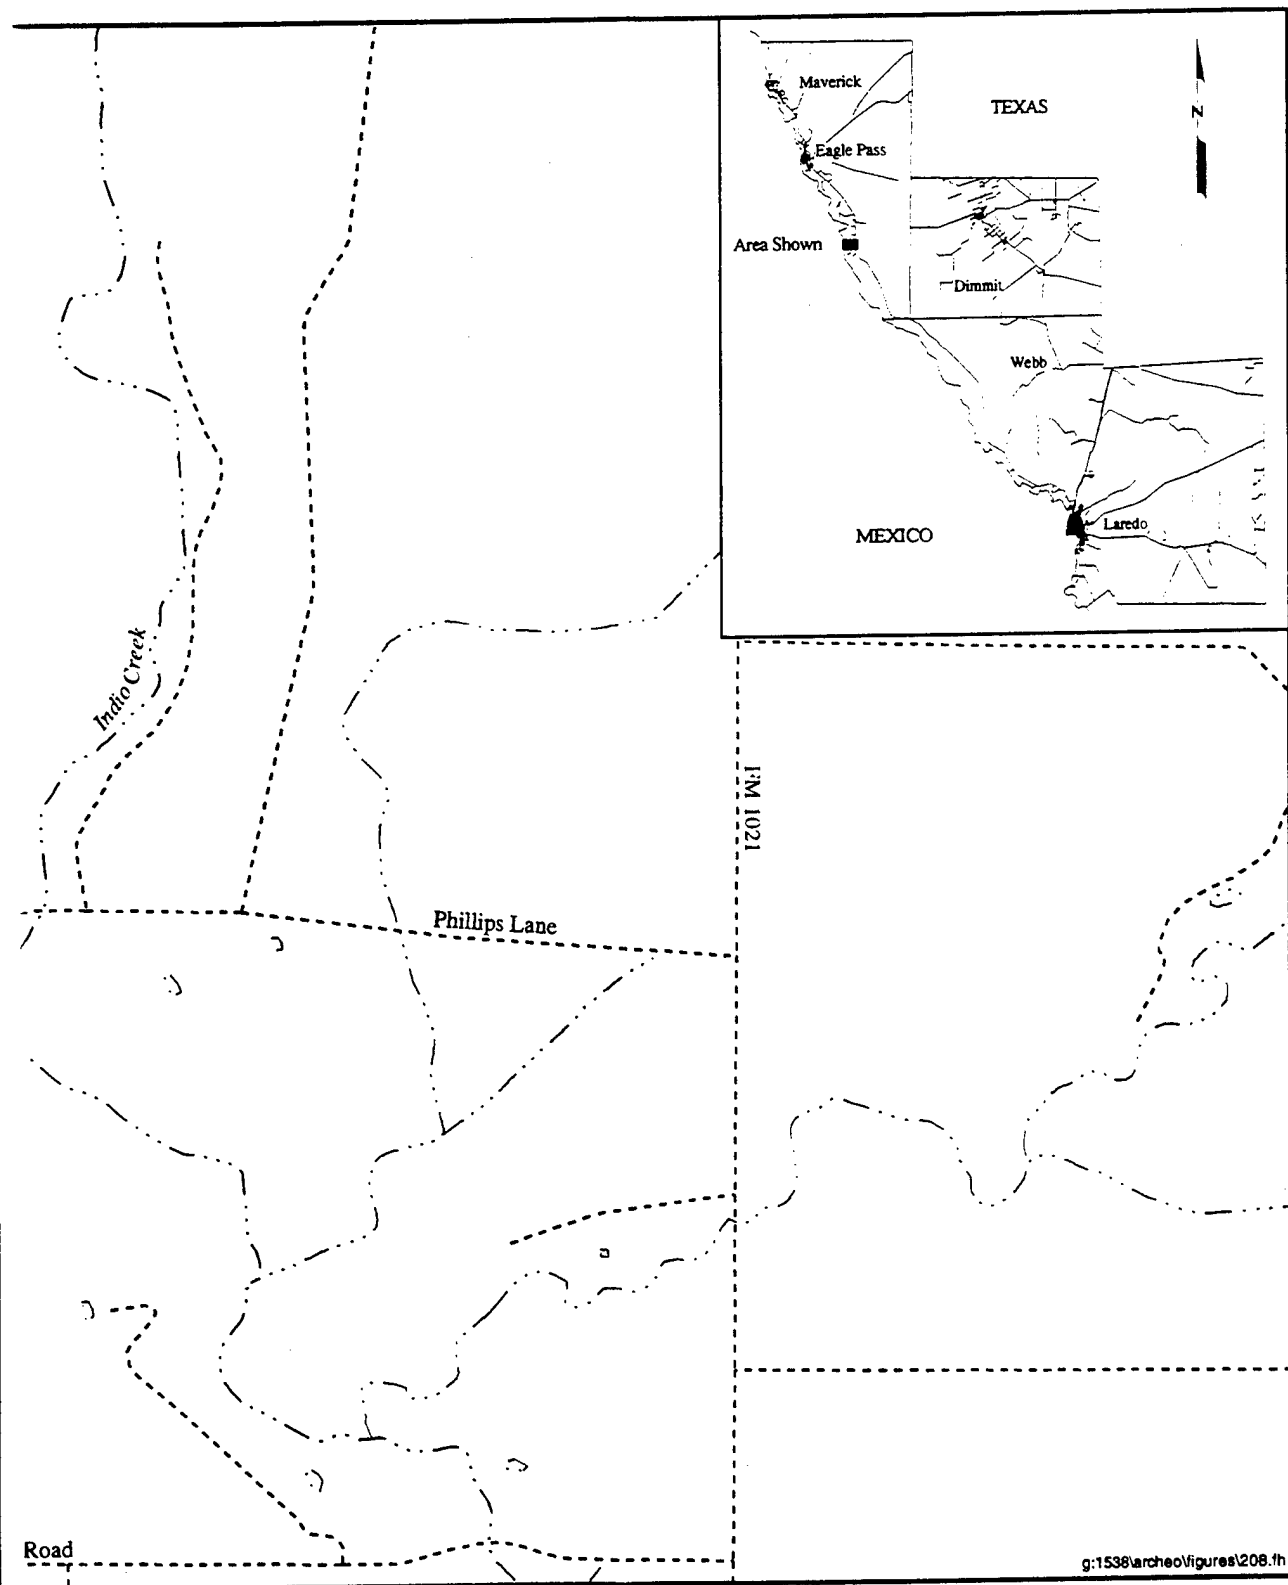 Maverick
TEXAS
N
Eagle Pass
Area Shown
Dimmit
Webb
MEXICO
Laredo
Indio Creek
FM 1021
Phillips Lane
Road
g:1538\archeo\figures\208.fh